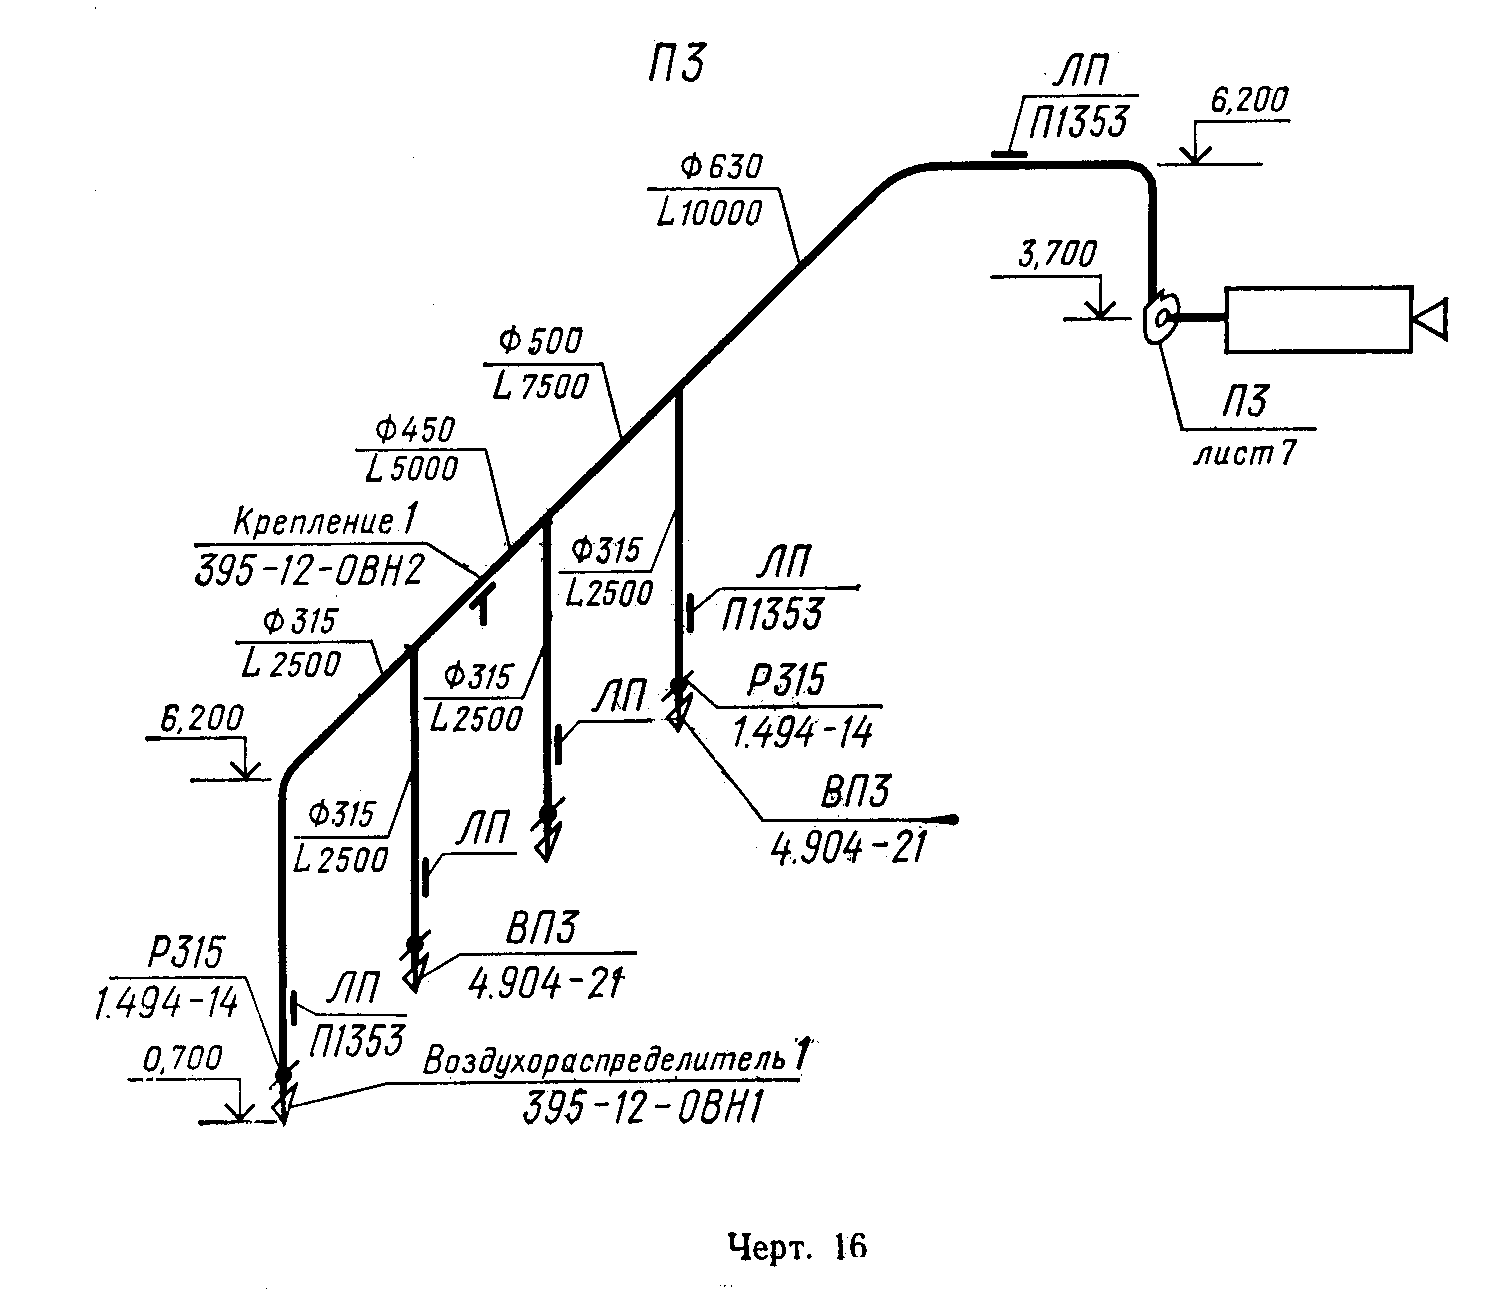 П3
ЛП
П1353
6,200
Ф630
L10000
3,700
Ф500
L7500
П3
лист 7
Ф450
L5000
Крепление 1
395-12-0ВН2
Ф315
L2500
ЛП
П1353
Ф315
L2500
Ф315
L2500
ЛП
Р315
1.494-14
6,200
ВП3
4.904-21
Ф315
L2500
ЛП
ВП3
4.904-21
Р315
1.494-14
ЛП
П1353
0,700
Воздухораспределитель 1
395-12-0ВН1
Черт. 16